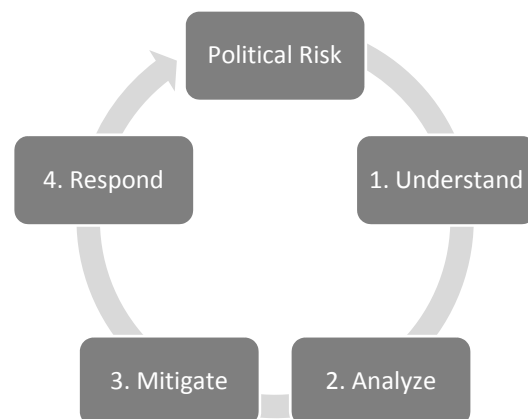 Political Risk
1. Understand
2. Analyze
3. Mitigate
4. Respond